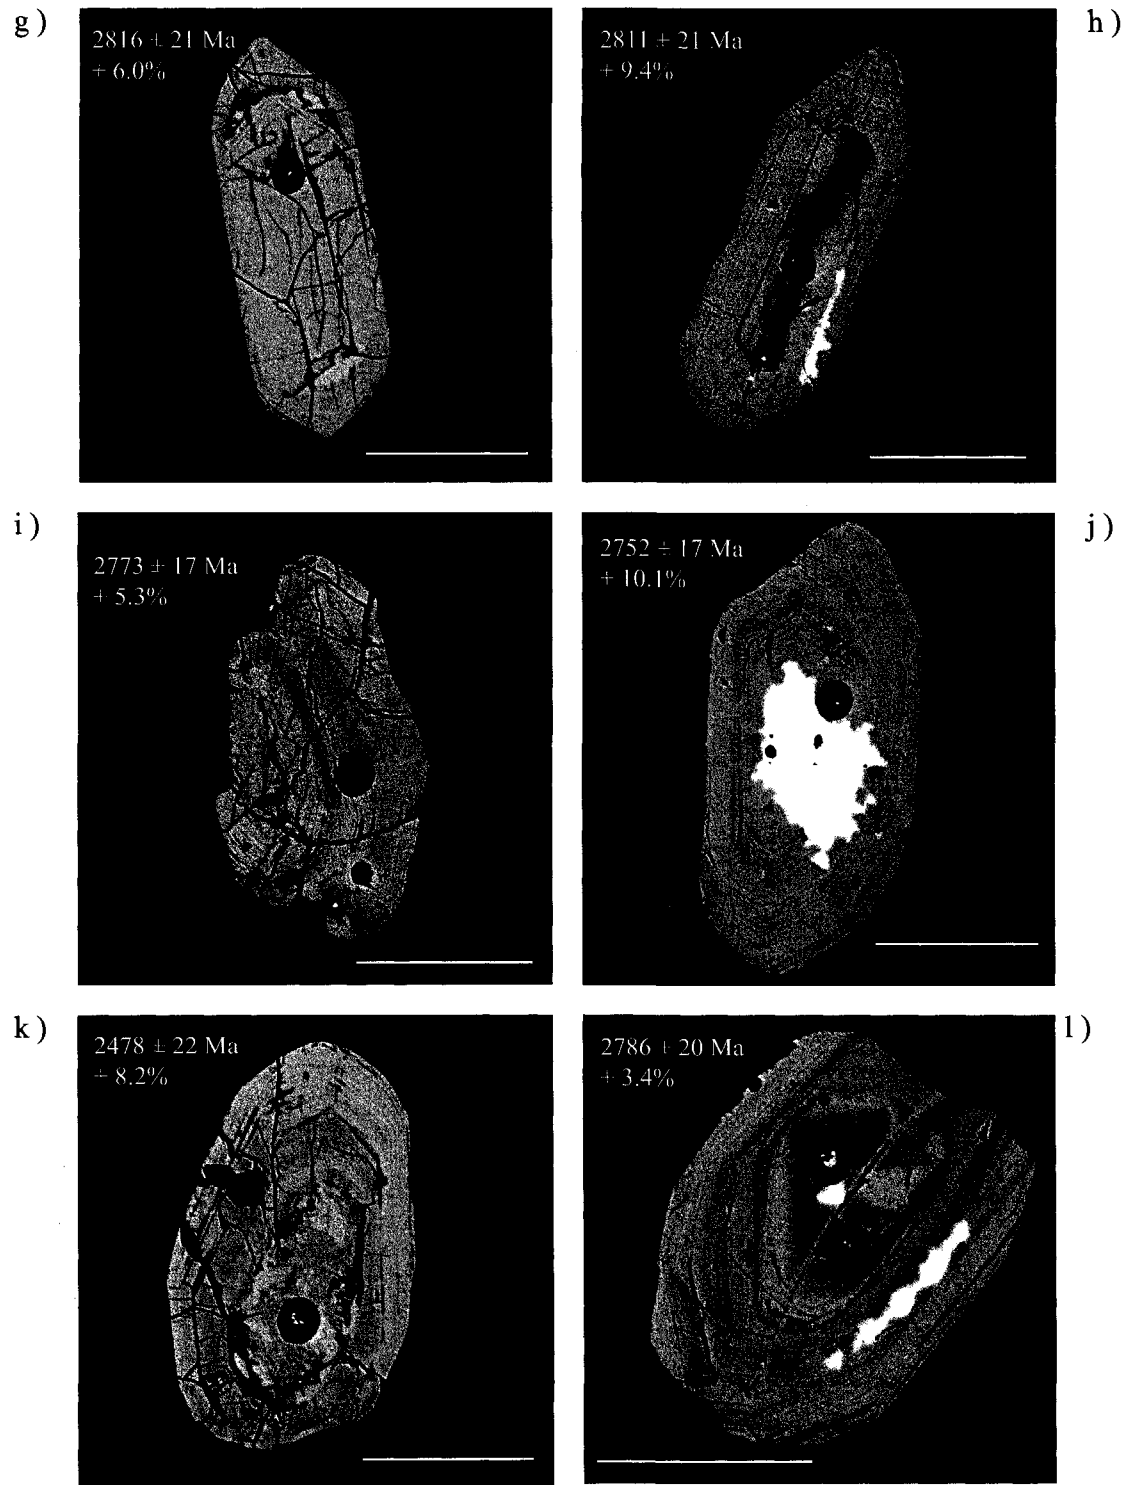 g)
2816 ± 21 Ma
+ 6.0%
h)
2811 ± 21 Ma
+ 9.4%
i)
2773 ± 17 Ma
+ 5.3%
j)
2752 ± 17 Ma
+ 10.1%
k)
2478 ± 22 Ma
+ 8.2%
l)
2786 ± 20 Ma
+ 3.4%